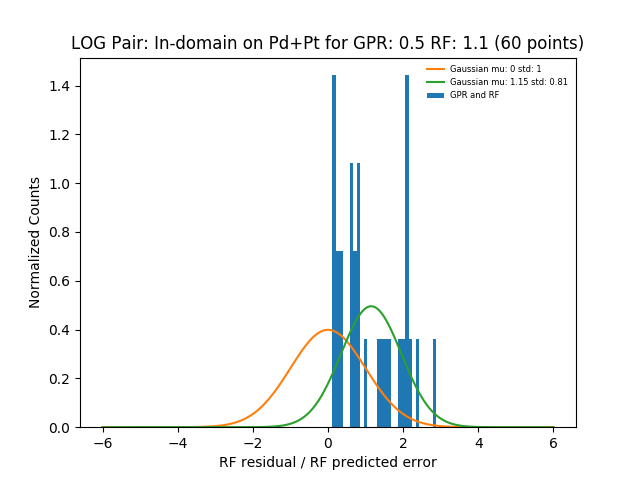 LOG Pair: In-domain on Pd+Pt for GPR: 0.5 RF: 1.1 (60 points)
Gaussian mu: 0 std: 1
Gaussian mu: 1.15 std: 0.81
GPR and RF
Normalized Counts
1.4
1.2
1.0
0.8
0.6
0.4
0.2
0.0
−6
−4
−2
0
2
4
6
RF residual / RF predicted error